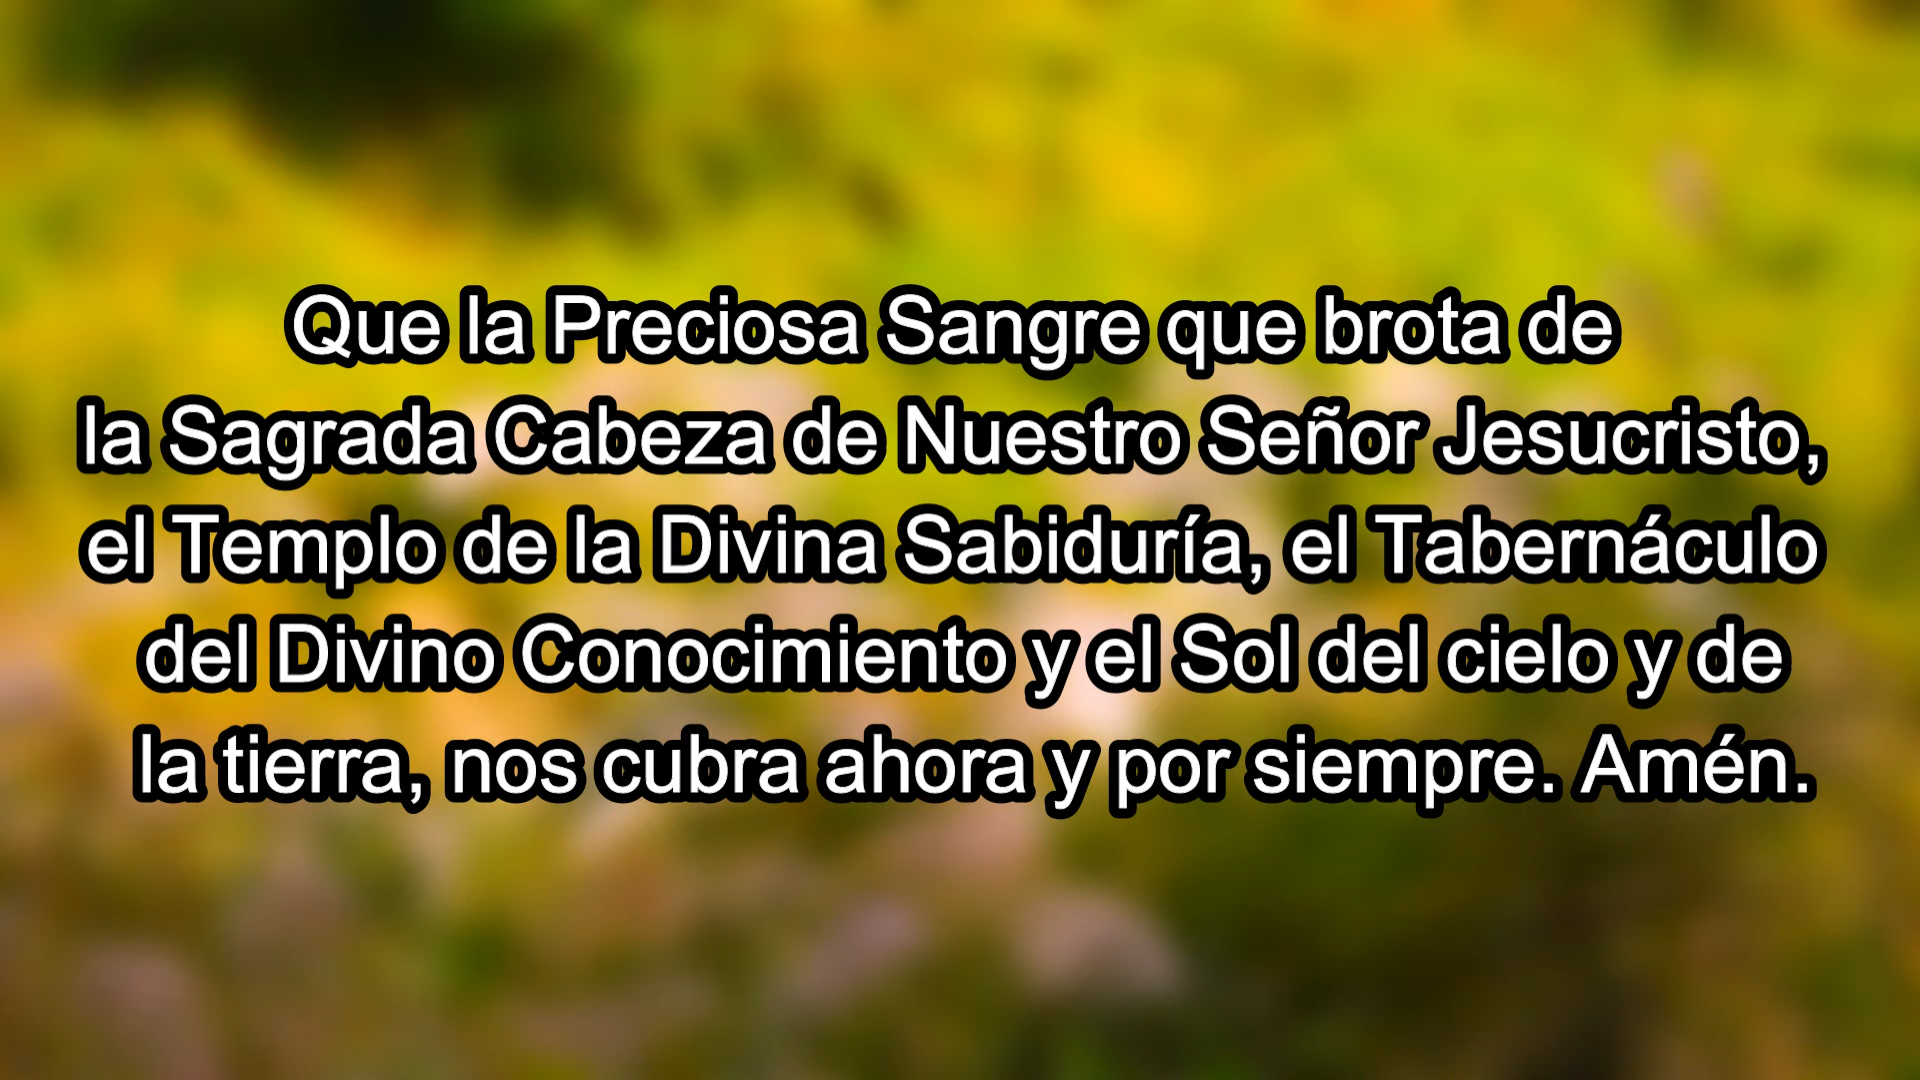 Que la Preciosa Sangre que brota de
la Sagrada Cabeza de Nuestro Señor Jesucristo,
el Templo de la Divina Sabiduría, el Tabernáculo
del Divino Conocimiento y el Sol del cielo y de
la tierra, nos cubra ahora y por siempre. Amén.